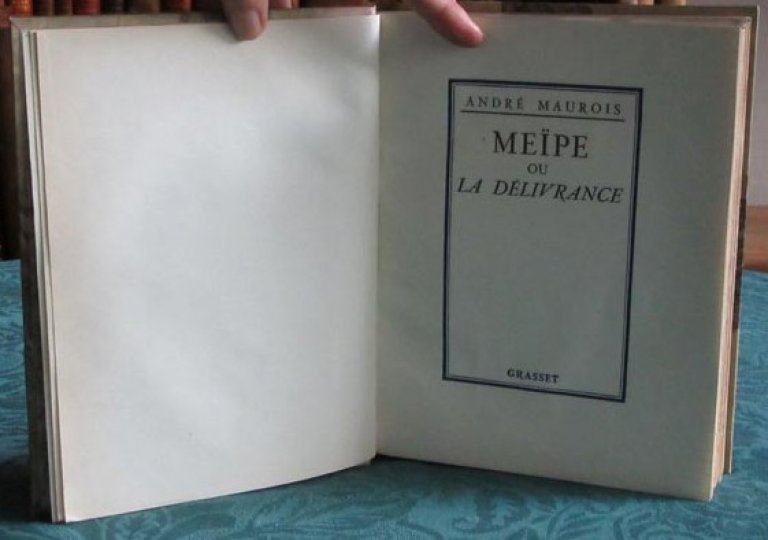 ANDRÉ MAUROIS
MEÏPE
OU
LA DÉLIVRANCE
GRASSET